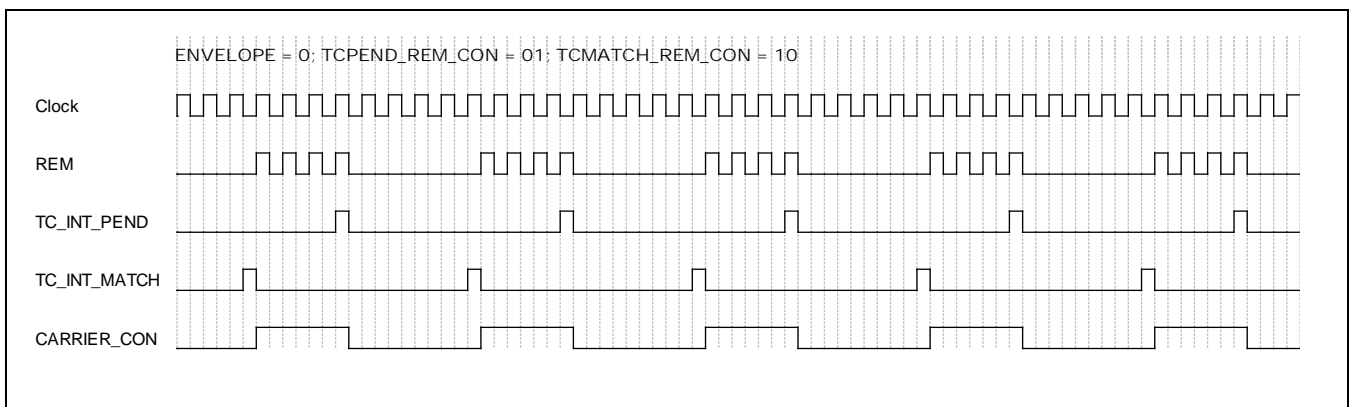 ENVELOPE = 0; TCPEND_REM_CON = 01; TCMATCH_REM_CON = 10
Clock
REM
TC_INT_PEND
TC_INT_MATCH
CARRIER_CON